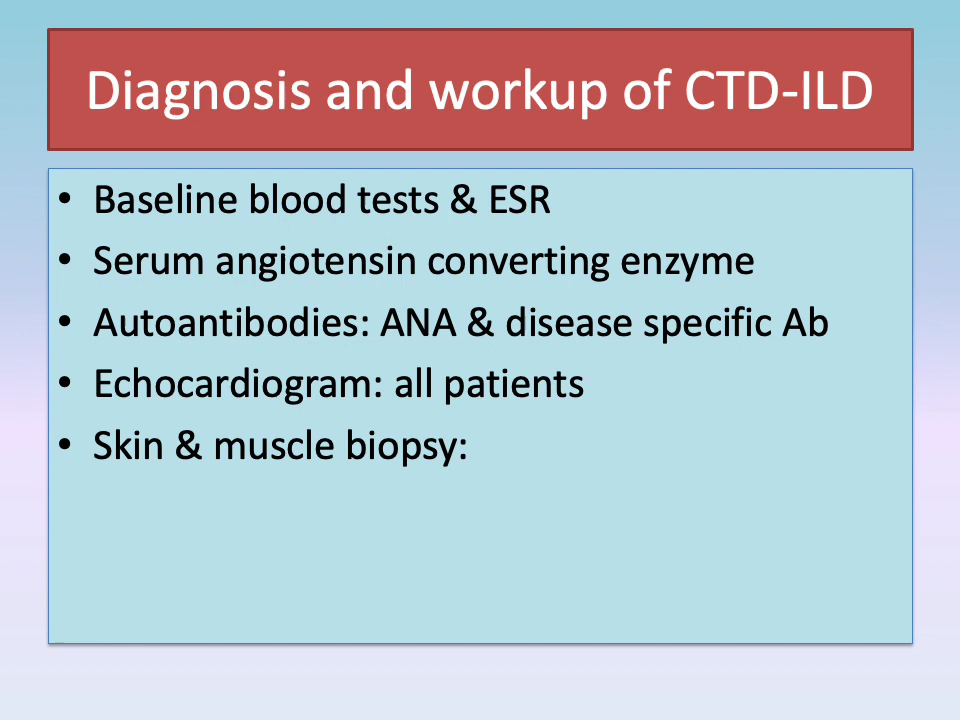 Diagnosis and workup of CTD-ILD
• Baseline blood tests & ESR
• Serum angiotensin converting enzyme
• Autoantibodies: ANA & disease specific Ab
• Echocardiogram: all patients
• Skin & muscle biopsy: